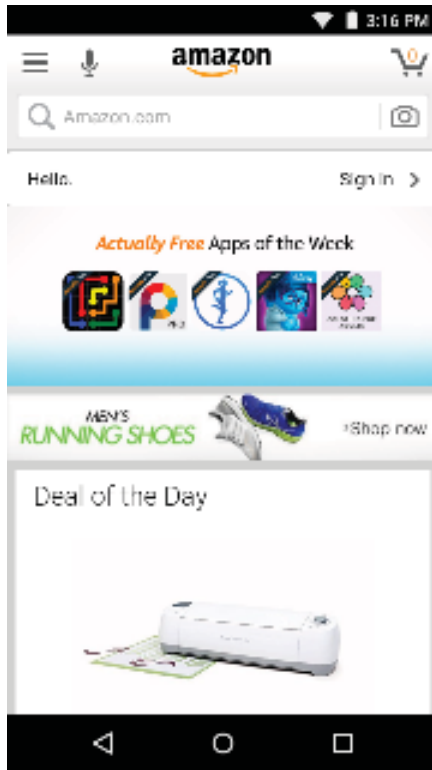 3:16 PM
amazon
0
Amazon.com
Hello.
Sign In
Actually Free Apps of the Week
PRO
MEN'S
RUNNING SHOES
Shop now
Deal of the Day